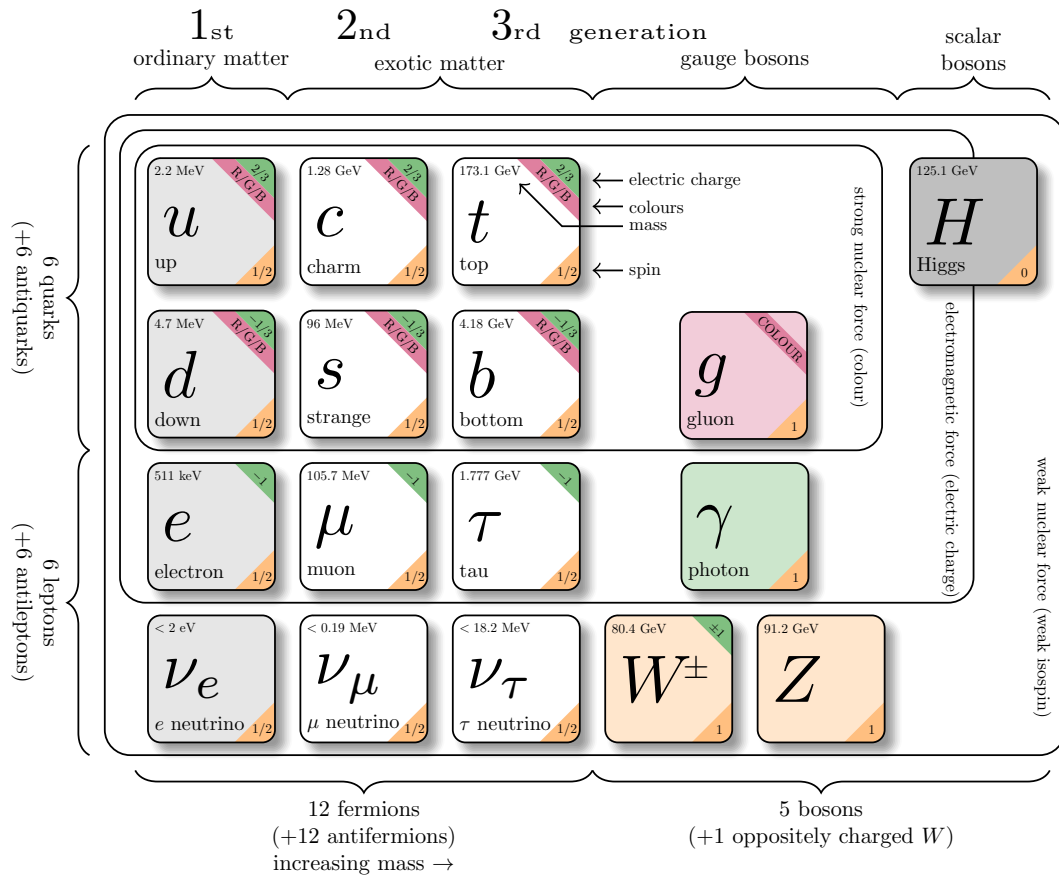 1st 2nd 3rd generation
ordinary matter exotic matter gauge bosons scalar
bosons
6 quarks
(+6 antiquarks)
6 leptons
(+6 antileptons)
2.2 MeV
2/3
R/G/B
u
up
1/2
1.28 GeV
2/3
R/G/B
c
charm
1/2
173.1 GeV
2/3
R/G/B
t
top
1/2
electric charge
colours
mass
spin
125.1 GeV
H
Higgs
0
4.7 MeV
−1/3
R/G/B
d
down
1/2
96 MeV
−1/3
R/G/B
s
strange
1/2
4.18 GeV
−1/3
R/G/B
b
bottom
1/2
COLOUR
g
gluon
1
strong nuclear force (colour)
511 keV
−1
e
electron
1/2
105.7 MeV
−1
μ
muon
1/2
1.777 GeV
−1
τ
tau
1/2
γ
photon
1
electromagnetic force (electric charge)
< 2 eV
νe
e neutrino
1/2
< 0.19 MeV
νμ
μ neutrino
1/2
< 18.2 MeV
ντ
τ neutrino
1/2
80.4 GeV
±1
W±
1
91.2 GeV
Z
1
weak nuclear force (weak isospin)
12 fermions
(+12 antifermions)
increasing mass →
5 bosons
(+1 oppositely charged W)